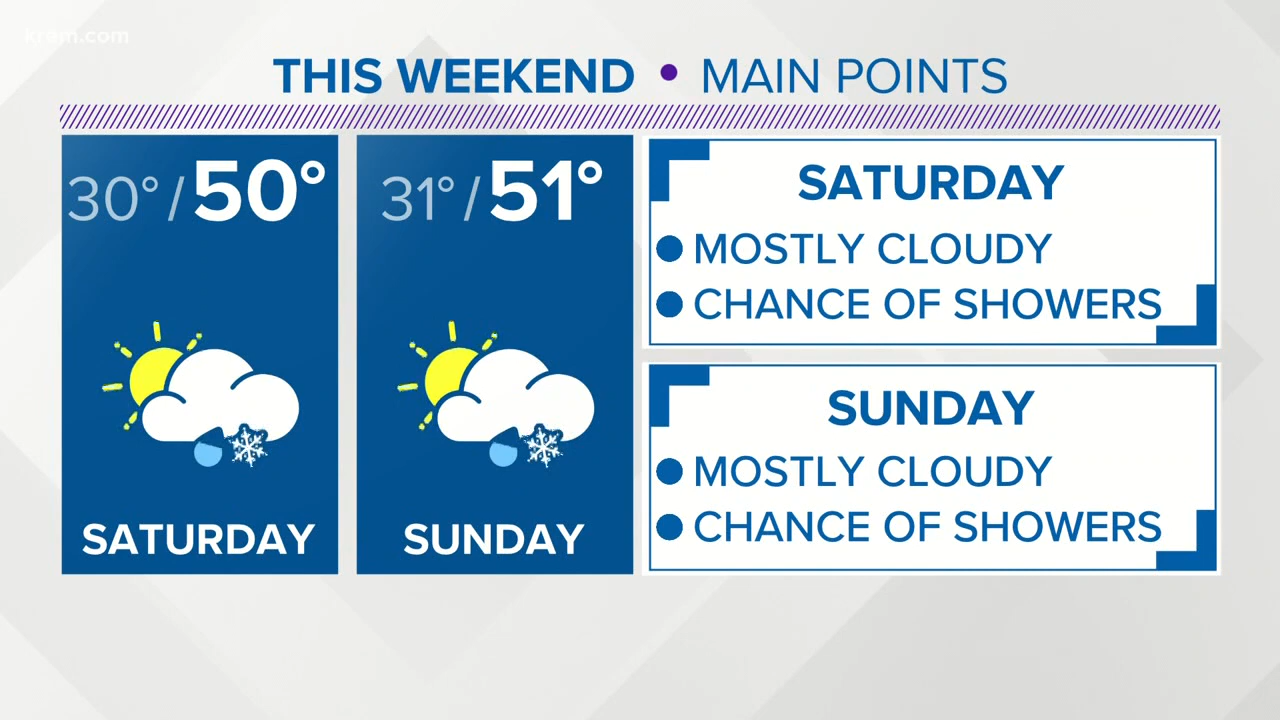 krem.com
THIS WEEKEND • MAIN POINTS
30°/50°
SATURDAY
31°/51°
SUNDAY
SATURDAY
● MOSTLY CLOUDY
● CHANCE OF SHOWERS
SUNDAY
● MOSTLY CLOUDY
● CHANCE OF SHOWERS